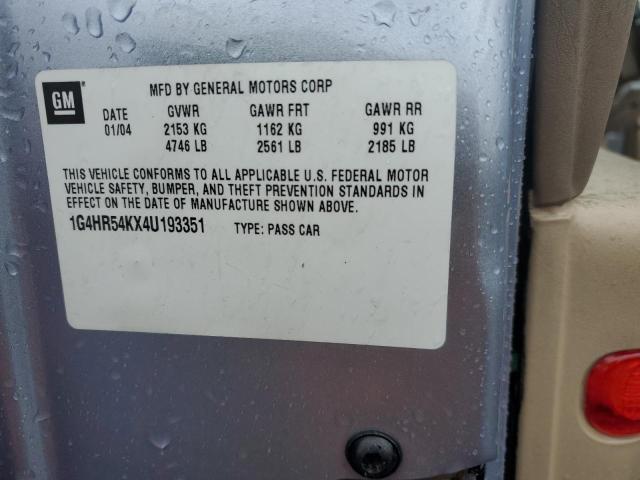 GM
MFD BY GENERAL MOTORS CORP
DATE GVWR GAWR FRT GAWR RR
01/04 2153 KG 1162 KG 991 KG
4746 LB 2561 LB 2185 LB
THIS VEHICLE CONFORMS TO ALL APPLICABLE U.S. FEDERAL MOTOR
VEHICLE SAFETY, BUMPER, AND THEFT PREVENTION STANDARDS IN
EFFECT ON THE DATE OF MANUFACTURE SHOWN ABOVE.
1G4HR54KX4U193351 TYPE: PASS CAR